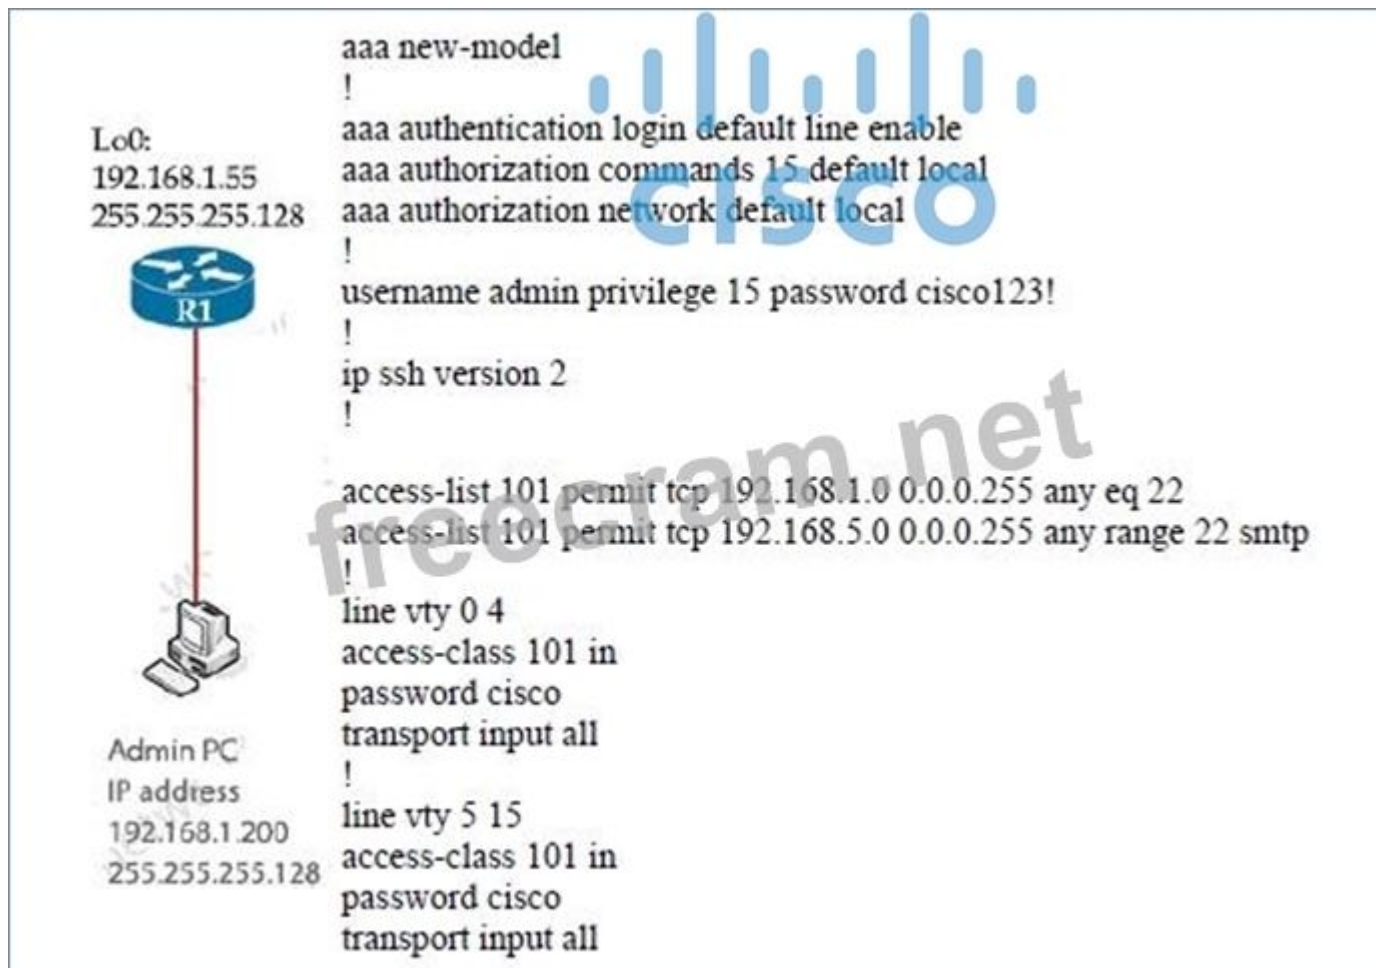 Lo0:
192.168.1.55
255.255.255.128
R1
Admin PC
IP address
192.168.1.200
255.255.255.128
aaa new-model
!
aaa authentication login default line enable
aaa authorization commands 15 default local
aaa authorization network default local
!
username admin privilege 15 password cisco123!
!
ip ssh version 2
!
access-list 101 permit tcp 192.168.1.0 0.0.0.255 any eq 22
access-list 101 permit tcp 192.168.5.0 0.0.0.255 any range 22 smtp
!
line vty 0 4
access-class 101 in
password cisco
transport input all
!
line vty 5 15
access-class 101 in
password cisco
transport input all
CISCO
freecram.net